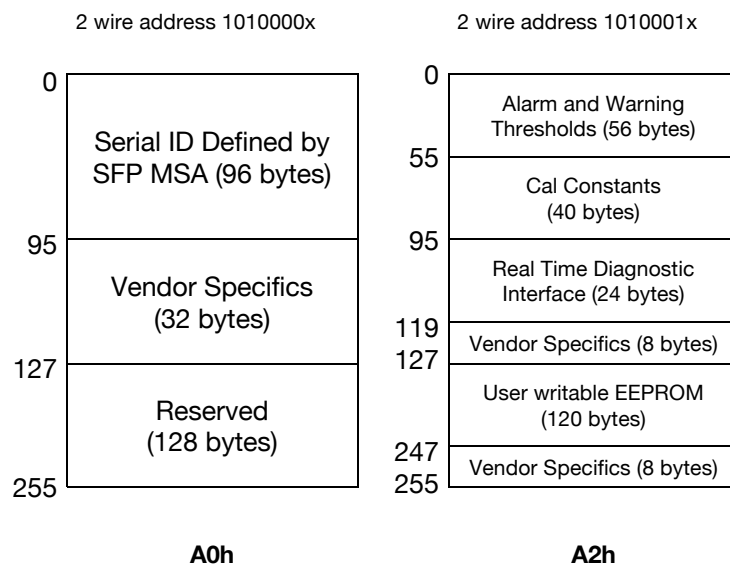 2 wire address 1010000x
0
Serial ID Defined by
SFP MSA (96 bytes)
95
Vendor Specifics
(32 bytes)
127
Reserved
(128 bytes)
255
A0h
2 wire address 1010001x
0
Alarm and Warning
Thresholds (56 bytes)
55
Cal Constants
(40 bytes)
95
Real Time Diagnostic
Interface (24 bytes)
119
Vendor Specifics (8 bytes)
127
User writable EEPROM
(120 bytes)
247
Vendor Specifics (8 bytes)
255
A2h